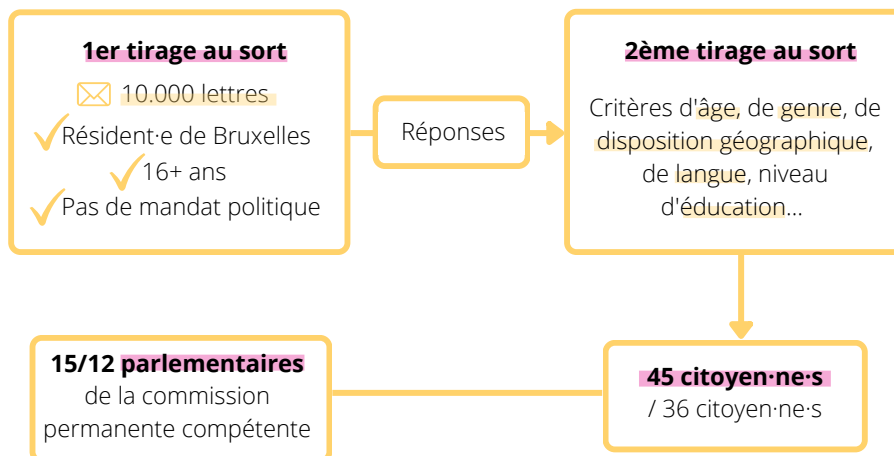 1er tirage au sort
10.000 lettres
Résident·e de Bruxelles
16+ ans
Pas de mandat politique
Réponses
2ème tirage au sort
Critères d'âge, de genre, de
disposition géographique,
de langue, niveau
d'éducation...
15/12 parlementaires
de la commission
permanente compétente
45 citoyen·ne·s
/ 36 citoyen·ne·s